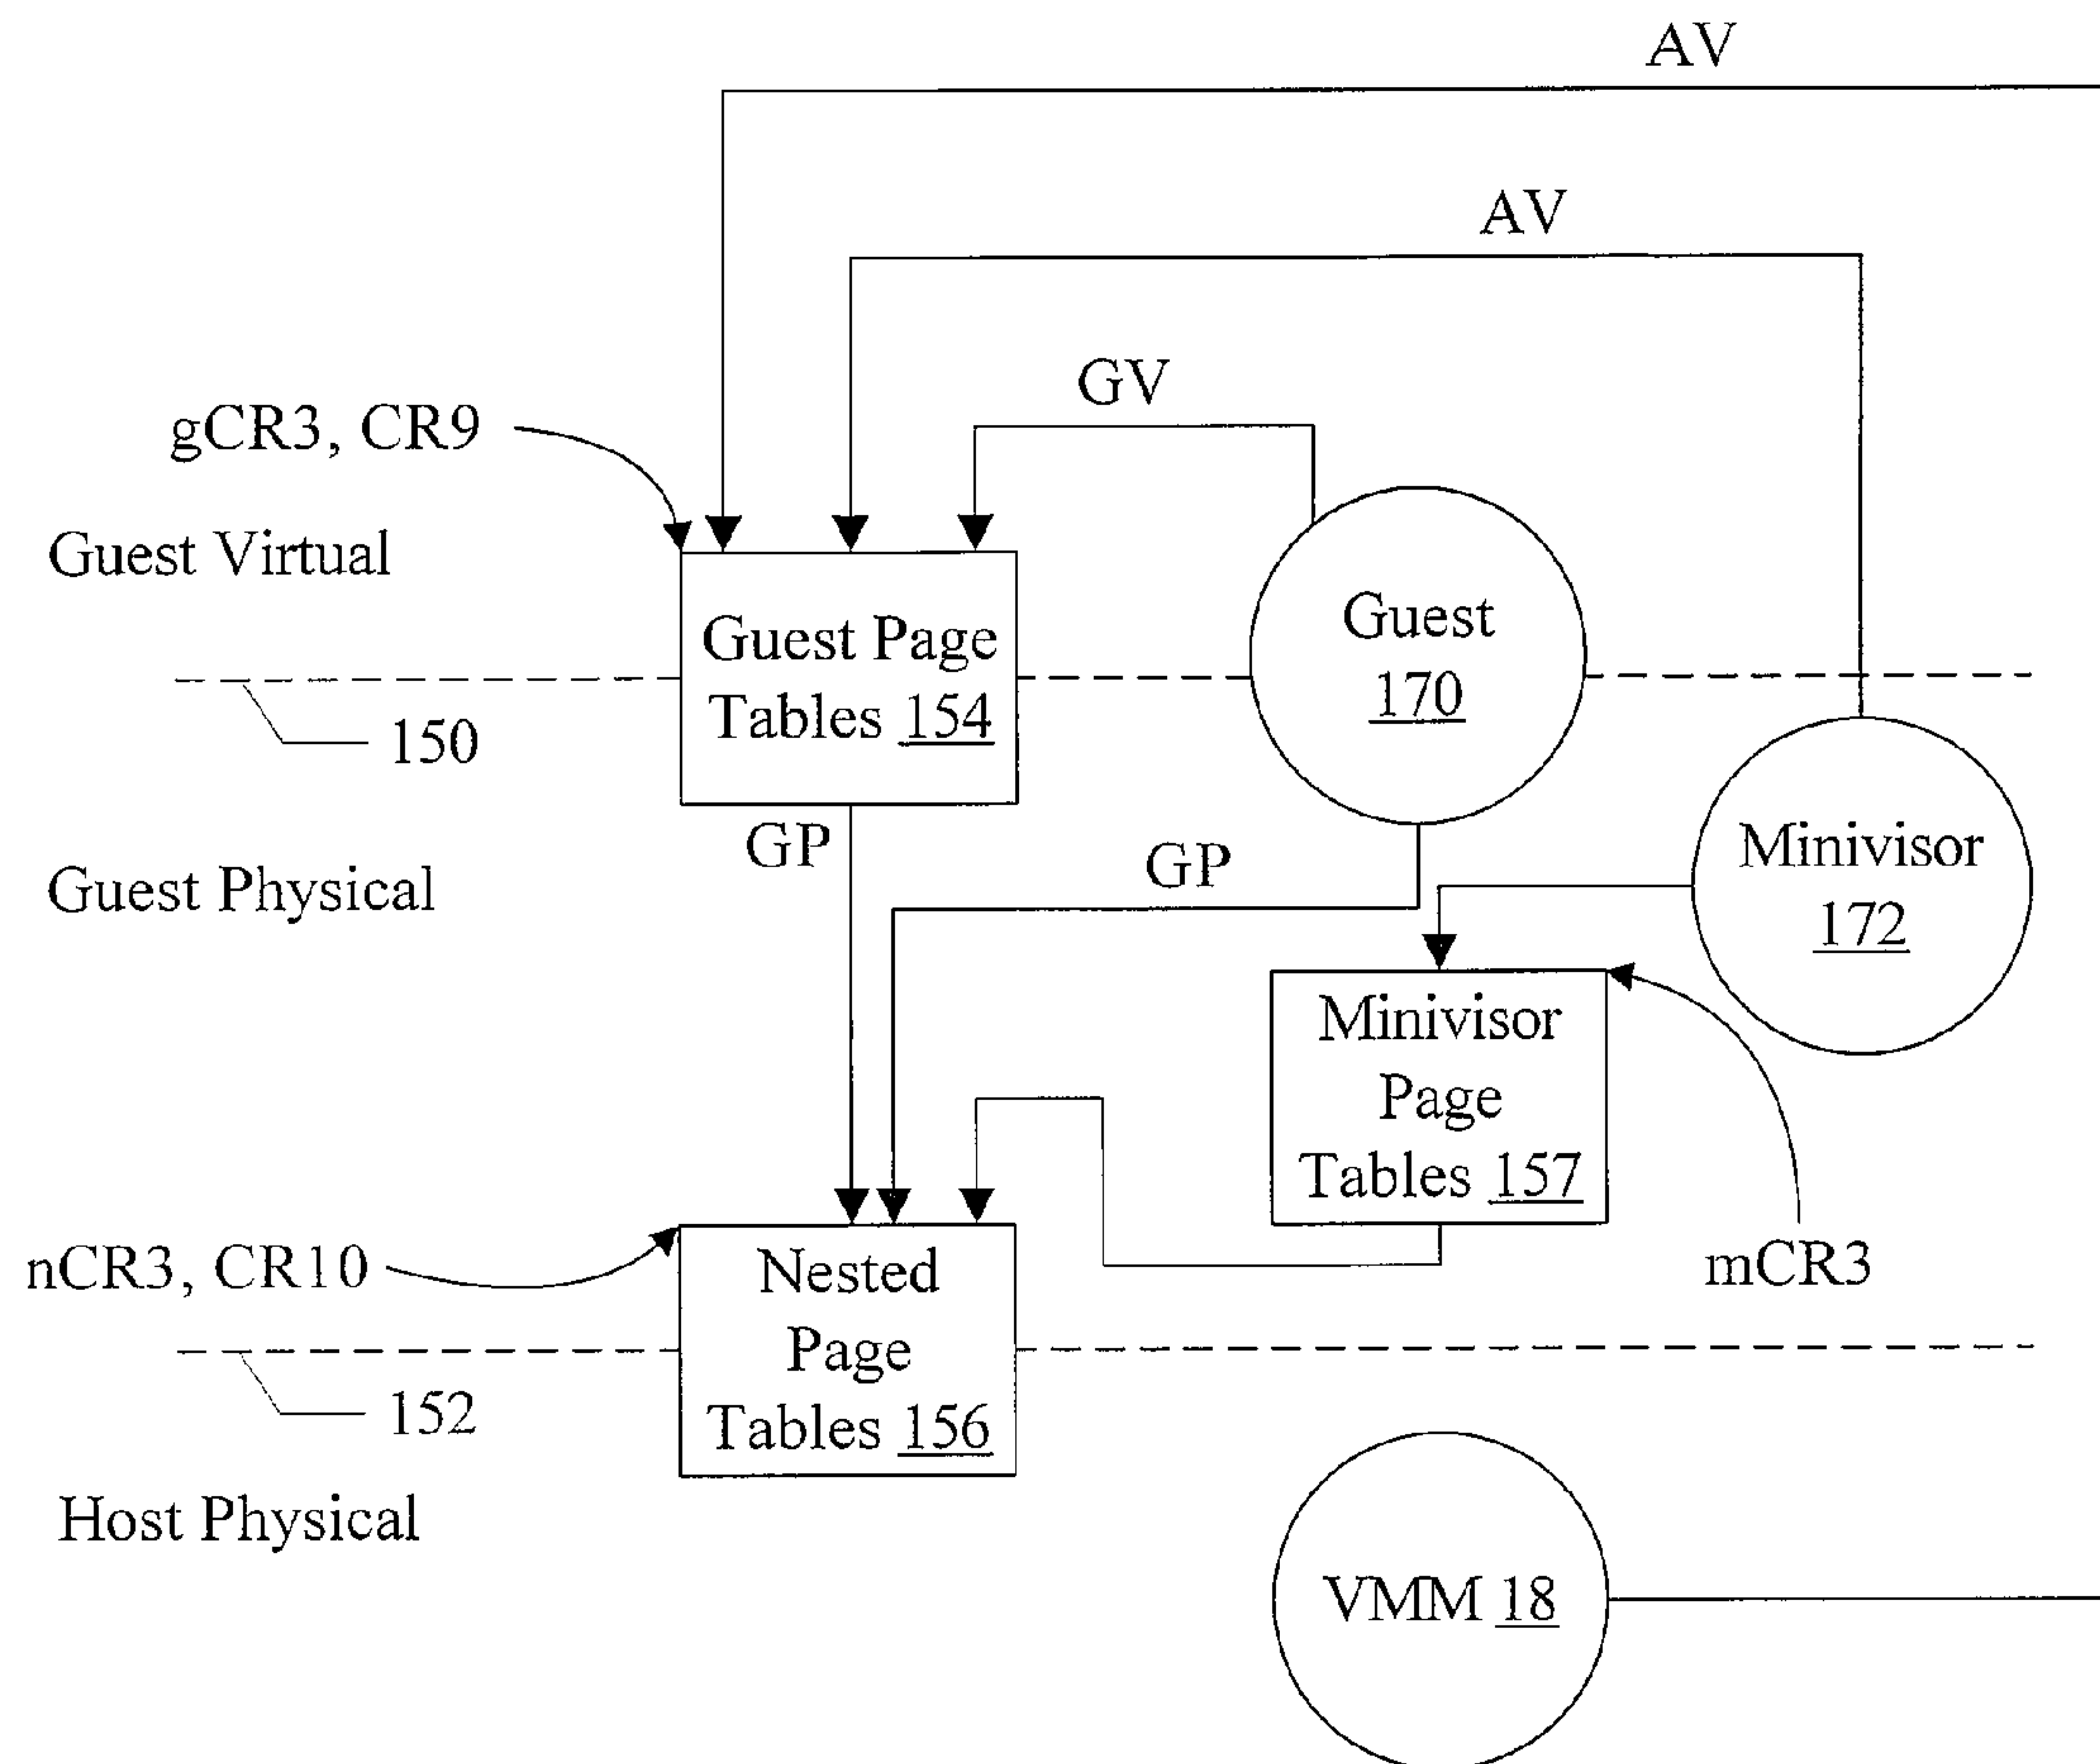 AV
AV
GV
gCR3, CR9
Guest Virtual
Guest Page
Tables 154
Guest
170
150
GP
Guest Physical
GP
Minivisor
172
Minivisor
Page
Tables 157
nCR3, CR10
mCR3
Nested
Page
Tables 156
152
Host Physical
VMM 18